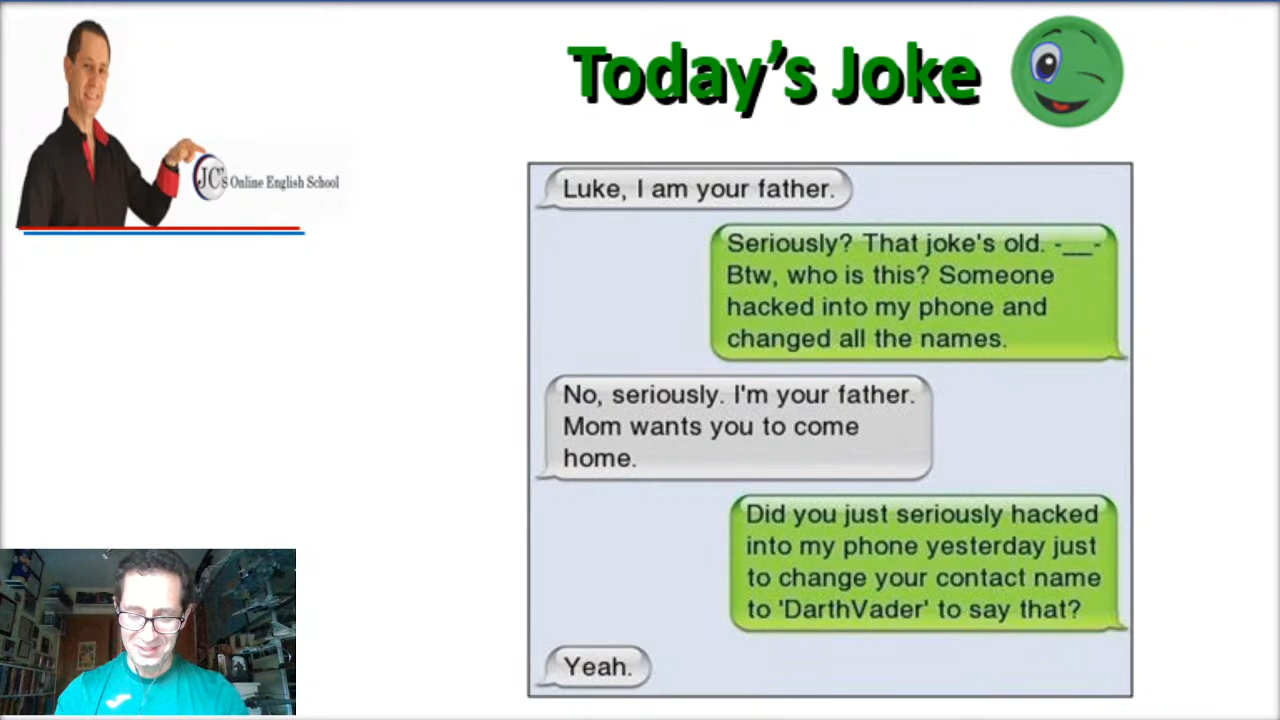 Today's Joke
JC's Online English School
Luke, I am your father.
Seriously? That joke's old. -__-
Btw, who is this? Someone
hacked into my phone and
changed all the names.
No, seriously. I'm your father.
Mom wants you to come
home.
Did you just seriously hacked
into my phone yesterday just
to change your contact name
to 'DarthVader' to say that?
Yeah.